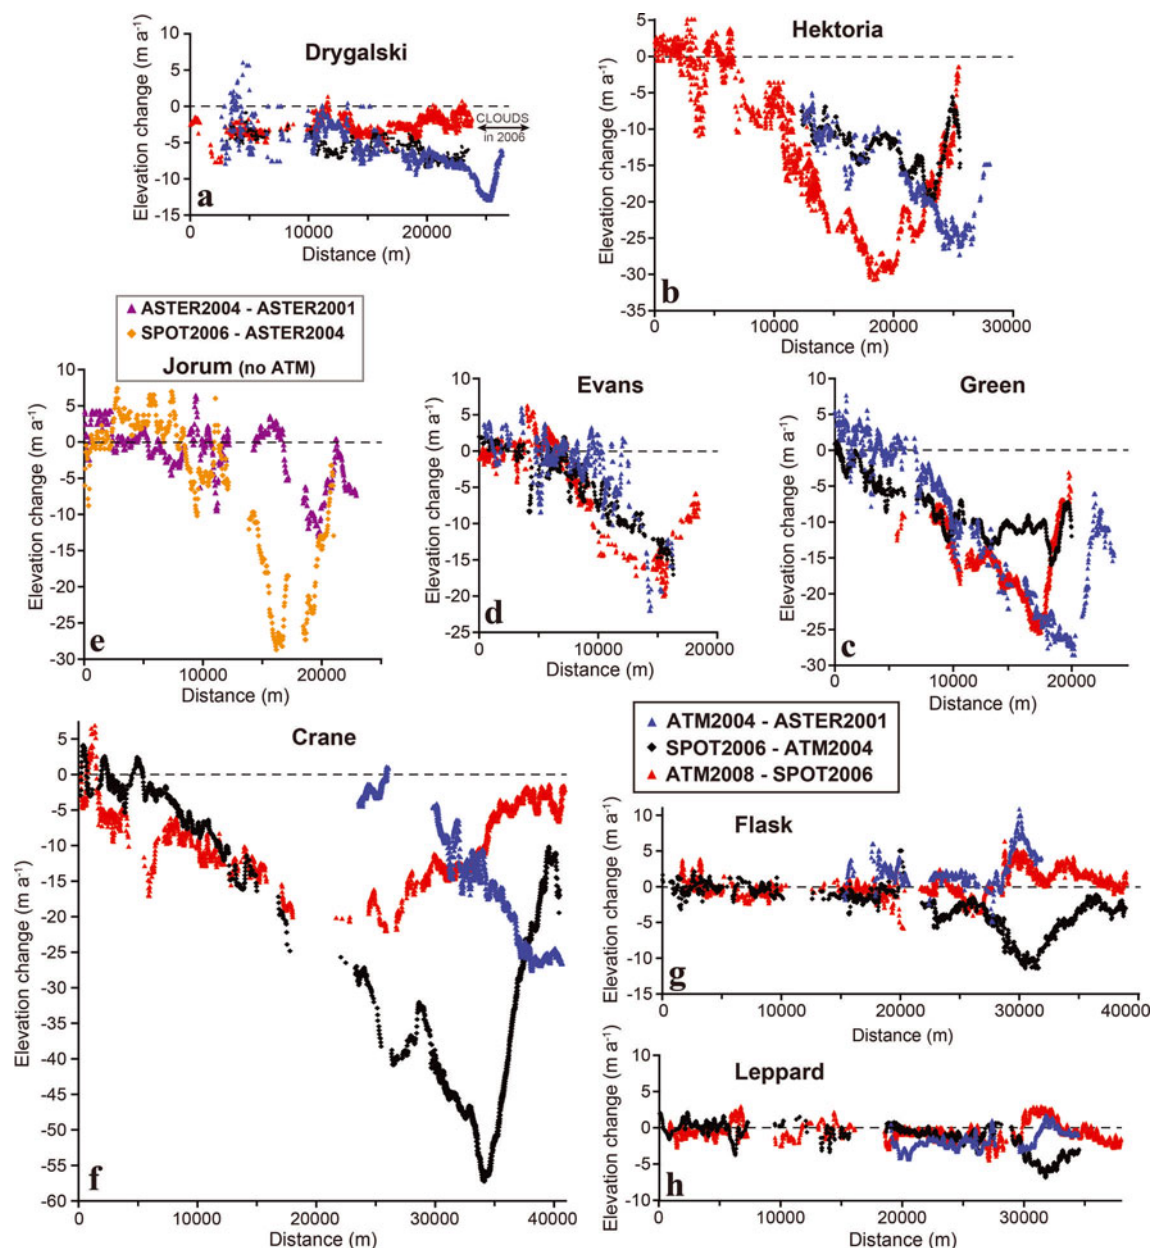 Drygalski
Elevation change (m a⁻¹)
10
5
0
-5
-10
-15
CLOUDS
in 2006
a
0 10000 20000
Distance (m)
Hektoria
Elevation change (m a⁻¹)
5
0
-5
-10
-15
-20
-25
-30
-35
b
0 10000 20000 30000
Distance (m)
ASTER2004 - ASTER2001
SPOT2006 - ASTER2004
Jorum (no ATM)
Elevation change (m a⁻¹)
10
5
0
-5
-10
-15
-20
-25
-30
e
0 10000 20000
Distance (m)
Evans
Elevation change (m a⁻¹)
10
5
0
-5
-10
-15
-20
-25
d
0 10000 20000
Distance (m)
Green
Elevation change (m a⁻¹)
10
5
0
-5
-10
-15
-20
-25
-30
c
0 10000 20000
Distance (m)
Crane
Elevation change (m a⁻¹)
5
0
-5
-10
-15
-20
-25
-30
-35
-40
-45
-50
-55
-60
f
0 10000 20000 30000 40000
Distance (m)
ATM2004 - ASTER2001
SPOT2006 - ATM2004
ATM2008 - SPOT2006
Flask
Elevation change (m a⁻¹)
10
5
0
-5
-10
-15
g
0 10000 20000 30000 40000
Distance (m)
Leppard
Elevation change (m a⁻¹)
10
5
0
-5
-10
h
0 10000 20000 30000
Distance (m)